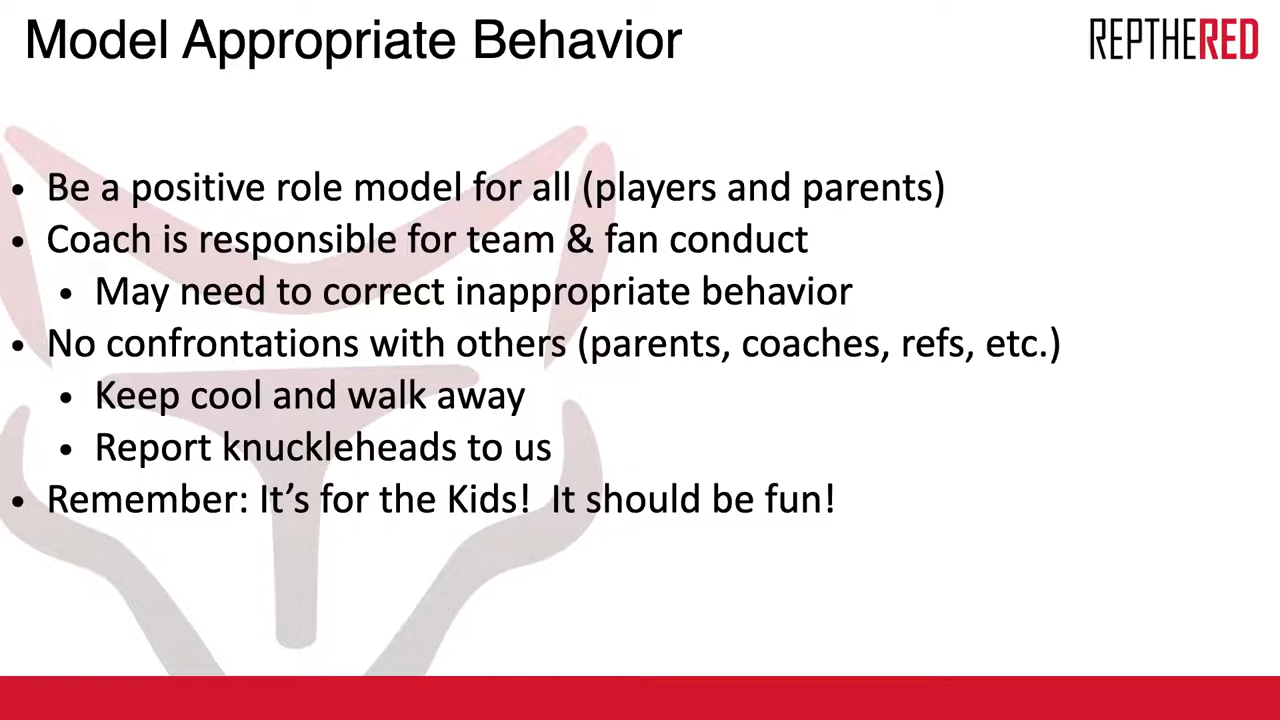 Model Appropriate Behavior
REPTHERED
• Be a positive role model for all (players and parents)
• Coach is responsible for team & fan conduct
• May need to correct inappropriate behavior
• No confrontations with others (parents, coaches, refs, etc.)
• Keep cool and walk away
• Report knuckleheads to us
• Remember: It’s for the Kids!  It should be fun!